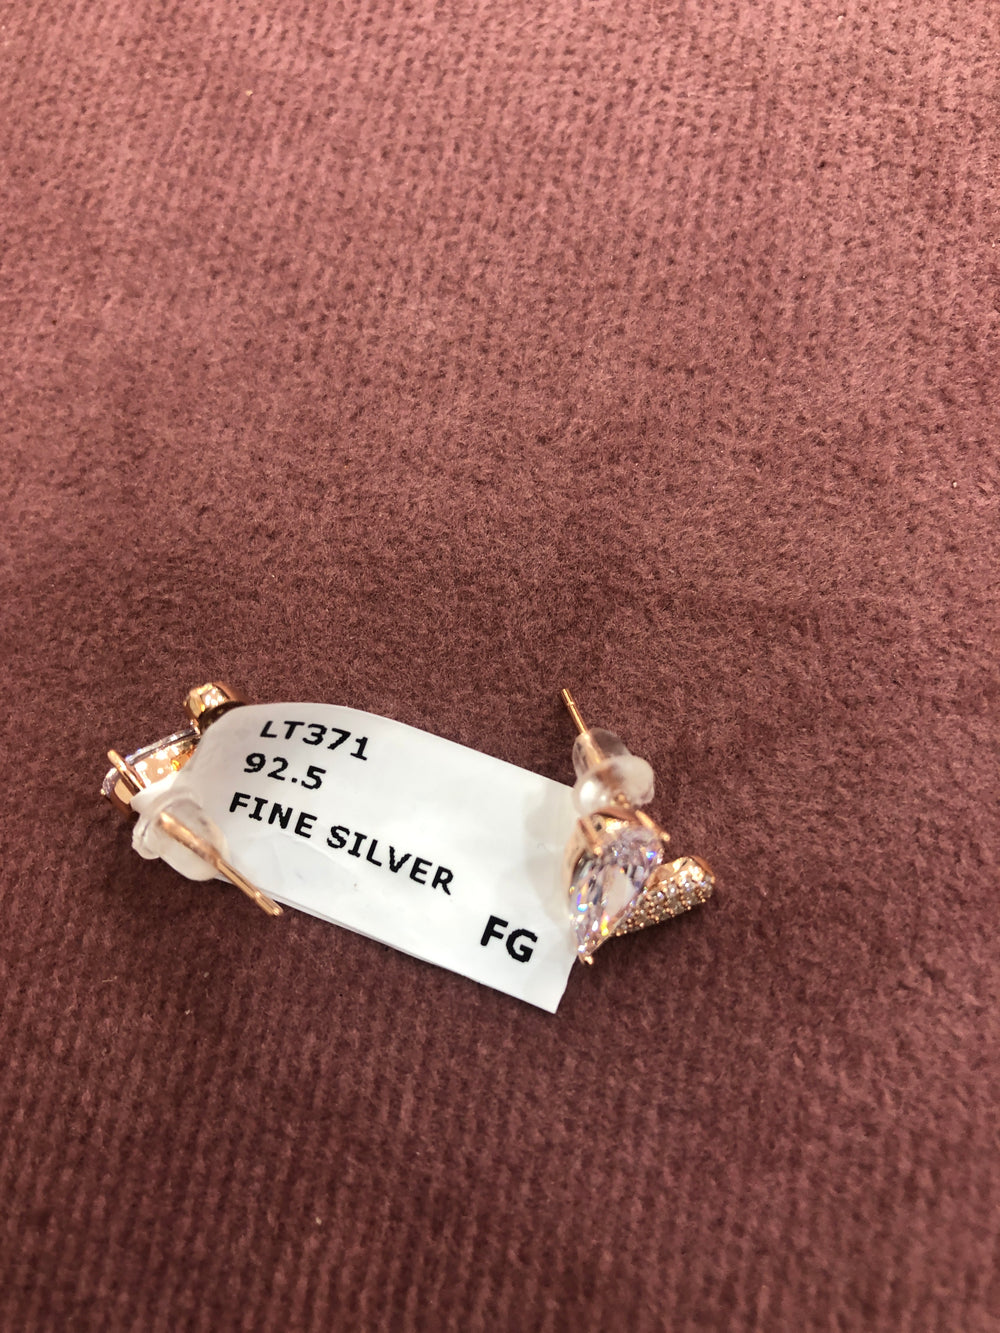 LT371
92.5
FINE SILVER
FG